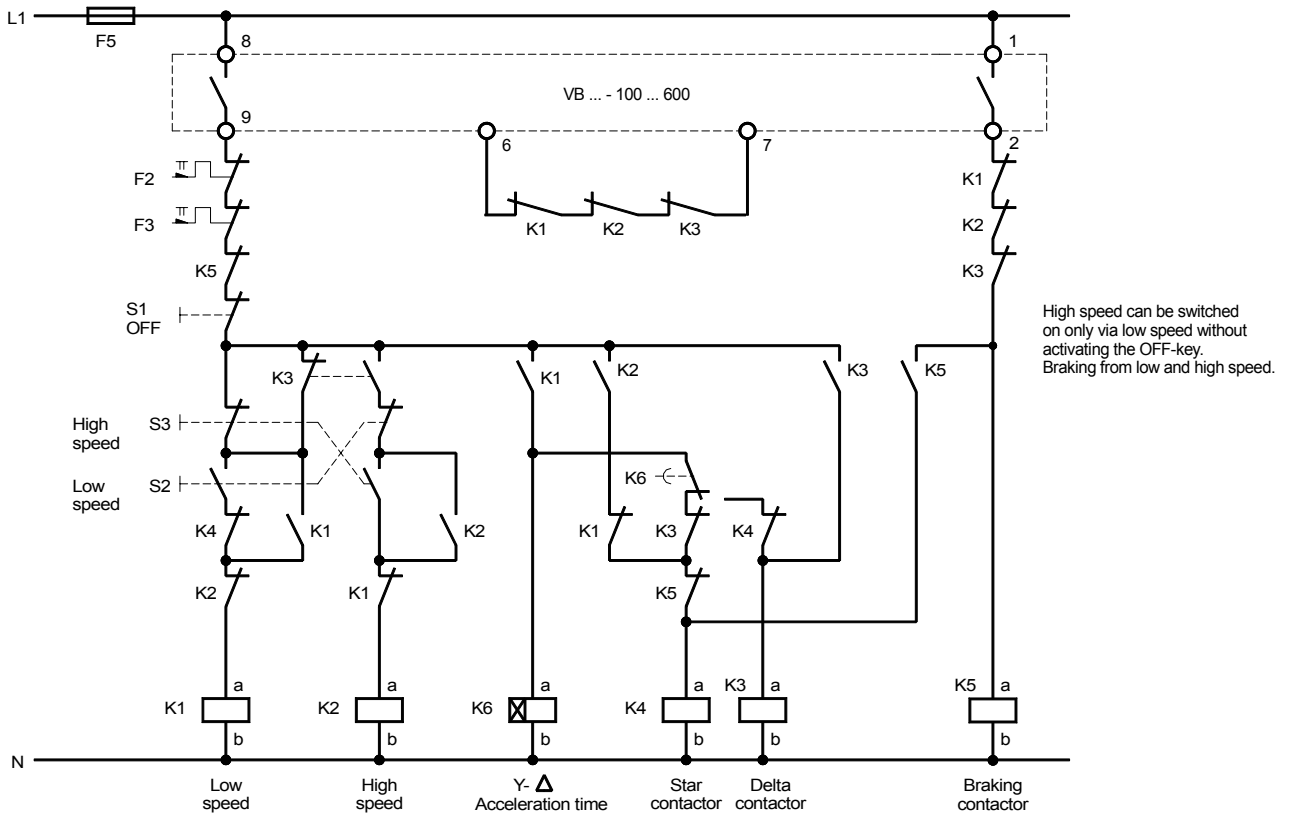 L1
F5
8
1
VB ... - 100 ... 600
9
6
7
2
F2
K1
F3
K1
K2
K3
K2
K5
K3
S1
OFF
High speed can be switched
on only via low speed without
activating the OFF-key.
Braking from low and high speed.
K3
K1
K2
K3
K5
High
speed
S3
K6
Low
speed
S2
K4
K1
K2
K1
K3
K4
K2
K1
K5
K1
a
K2
a
K6
a
K4
a
K3
a
K5
a
b
b
b
b
b
b
N
Low
speed
High
speed
Y- Δ
Acceleration time
Star
contactor
Delta
contactor
Braking
contactor